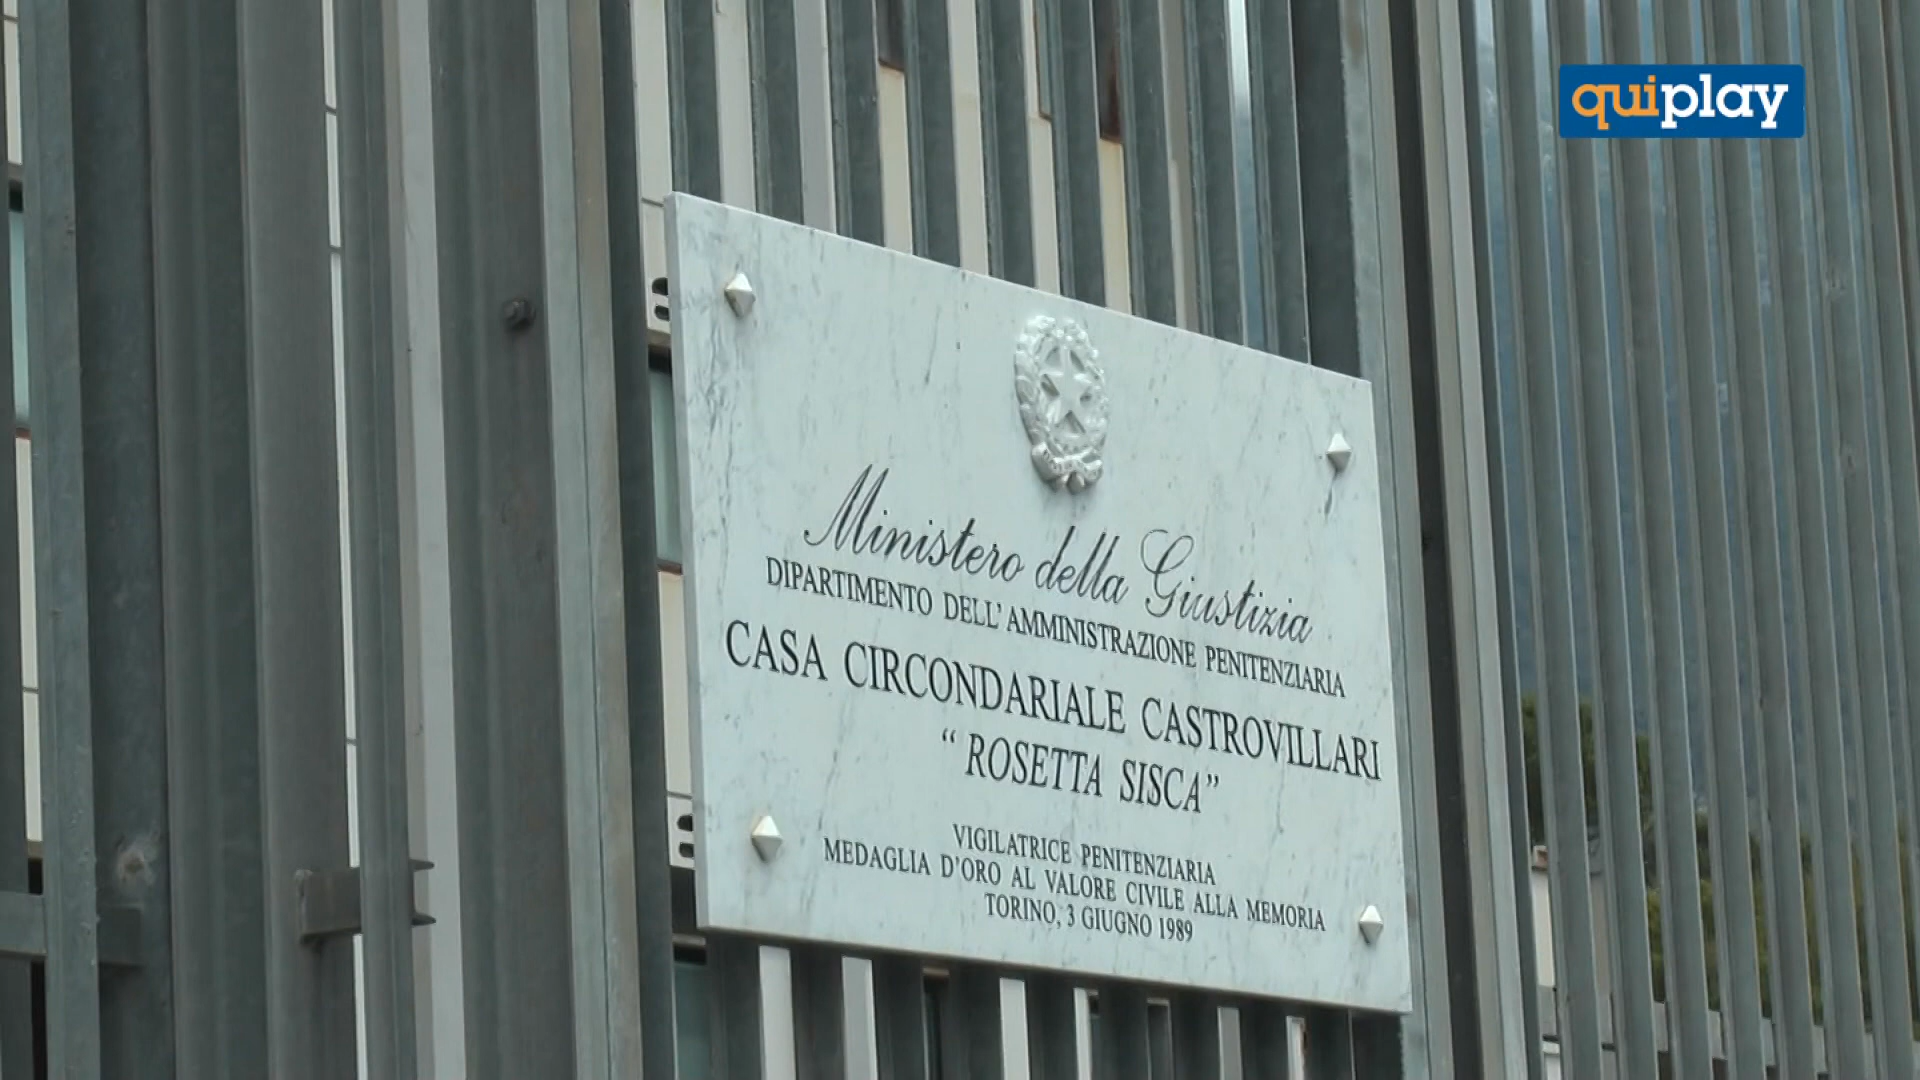 quiplay
Ministero della Giustizia
DIPARTIMENTO DELL'AMMINISTRAZIONE PENITENZIARIA
CASA CIRCONDARIALE CASTROVILLARI
“ ROSETTA SISCA”
VIGILATRICE PENITENZIARIA
MEDAGLIA D'ORO AL VALORE CIVILE ALLA MEMORIA
TORINO, 3 GIUGNO 1989